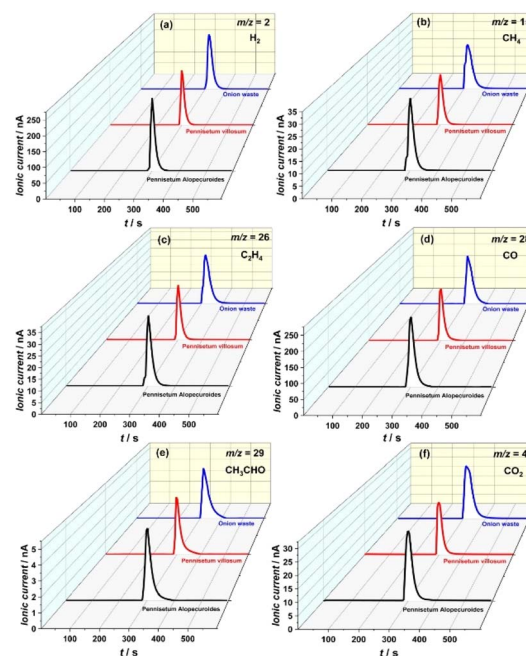 (a)
m/z = 2
H2
Onion waste
Pennisetum villosum
Pennisetum Alopecuroides
Ionic current / nA
250
200
150
100
50
0
100 200 300 400 500
t / s
(b)
m/z = 1
CH4
Onion waste
Pennisetum villosum
Pennisetum Alopecuroides
Ionic current / nA
35
30
25
20
15
10
5
0
100 200 300 400 500
t / s
(c)
m/z = 26
C2H4
Onion waste
Pennisetum villosum
Pennisetum Alopecuroides
Ionic current / nA
35
30
25
20
15
10
5
0
100 200 300 400 500
t / s
(d)
m/z = 28
CO
Onion waste
Pennisetum villosum
Pennisetum Alopecuroides
Ionic current / nA
250
200
150
100
50
0
100 200 300 400 500
t / s
(e)
m/z = 29
CH3CHO
Onion waste
Pennisetum villosum
Pennisetum Alopecuroides
Ionic current / nA
5
4
3
2
1
0
100 200 300 400 500
t / s
(f)
m/z = 4
CO2
Onion waste
Pennisetum villosum
Pennisetum Alopecuroides
Ionic current / nA
30
25
20
15
10
5
0
100 200 300 400 500
t / s